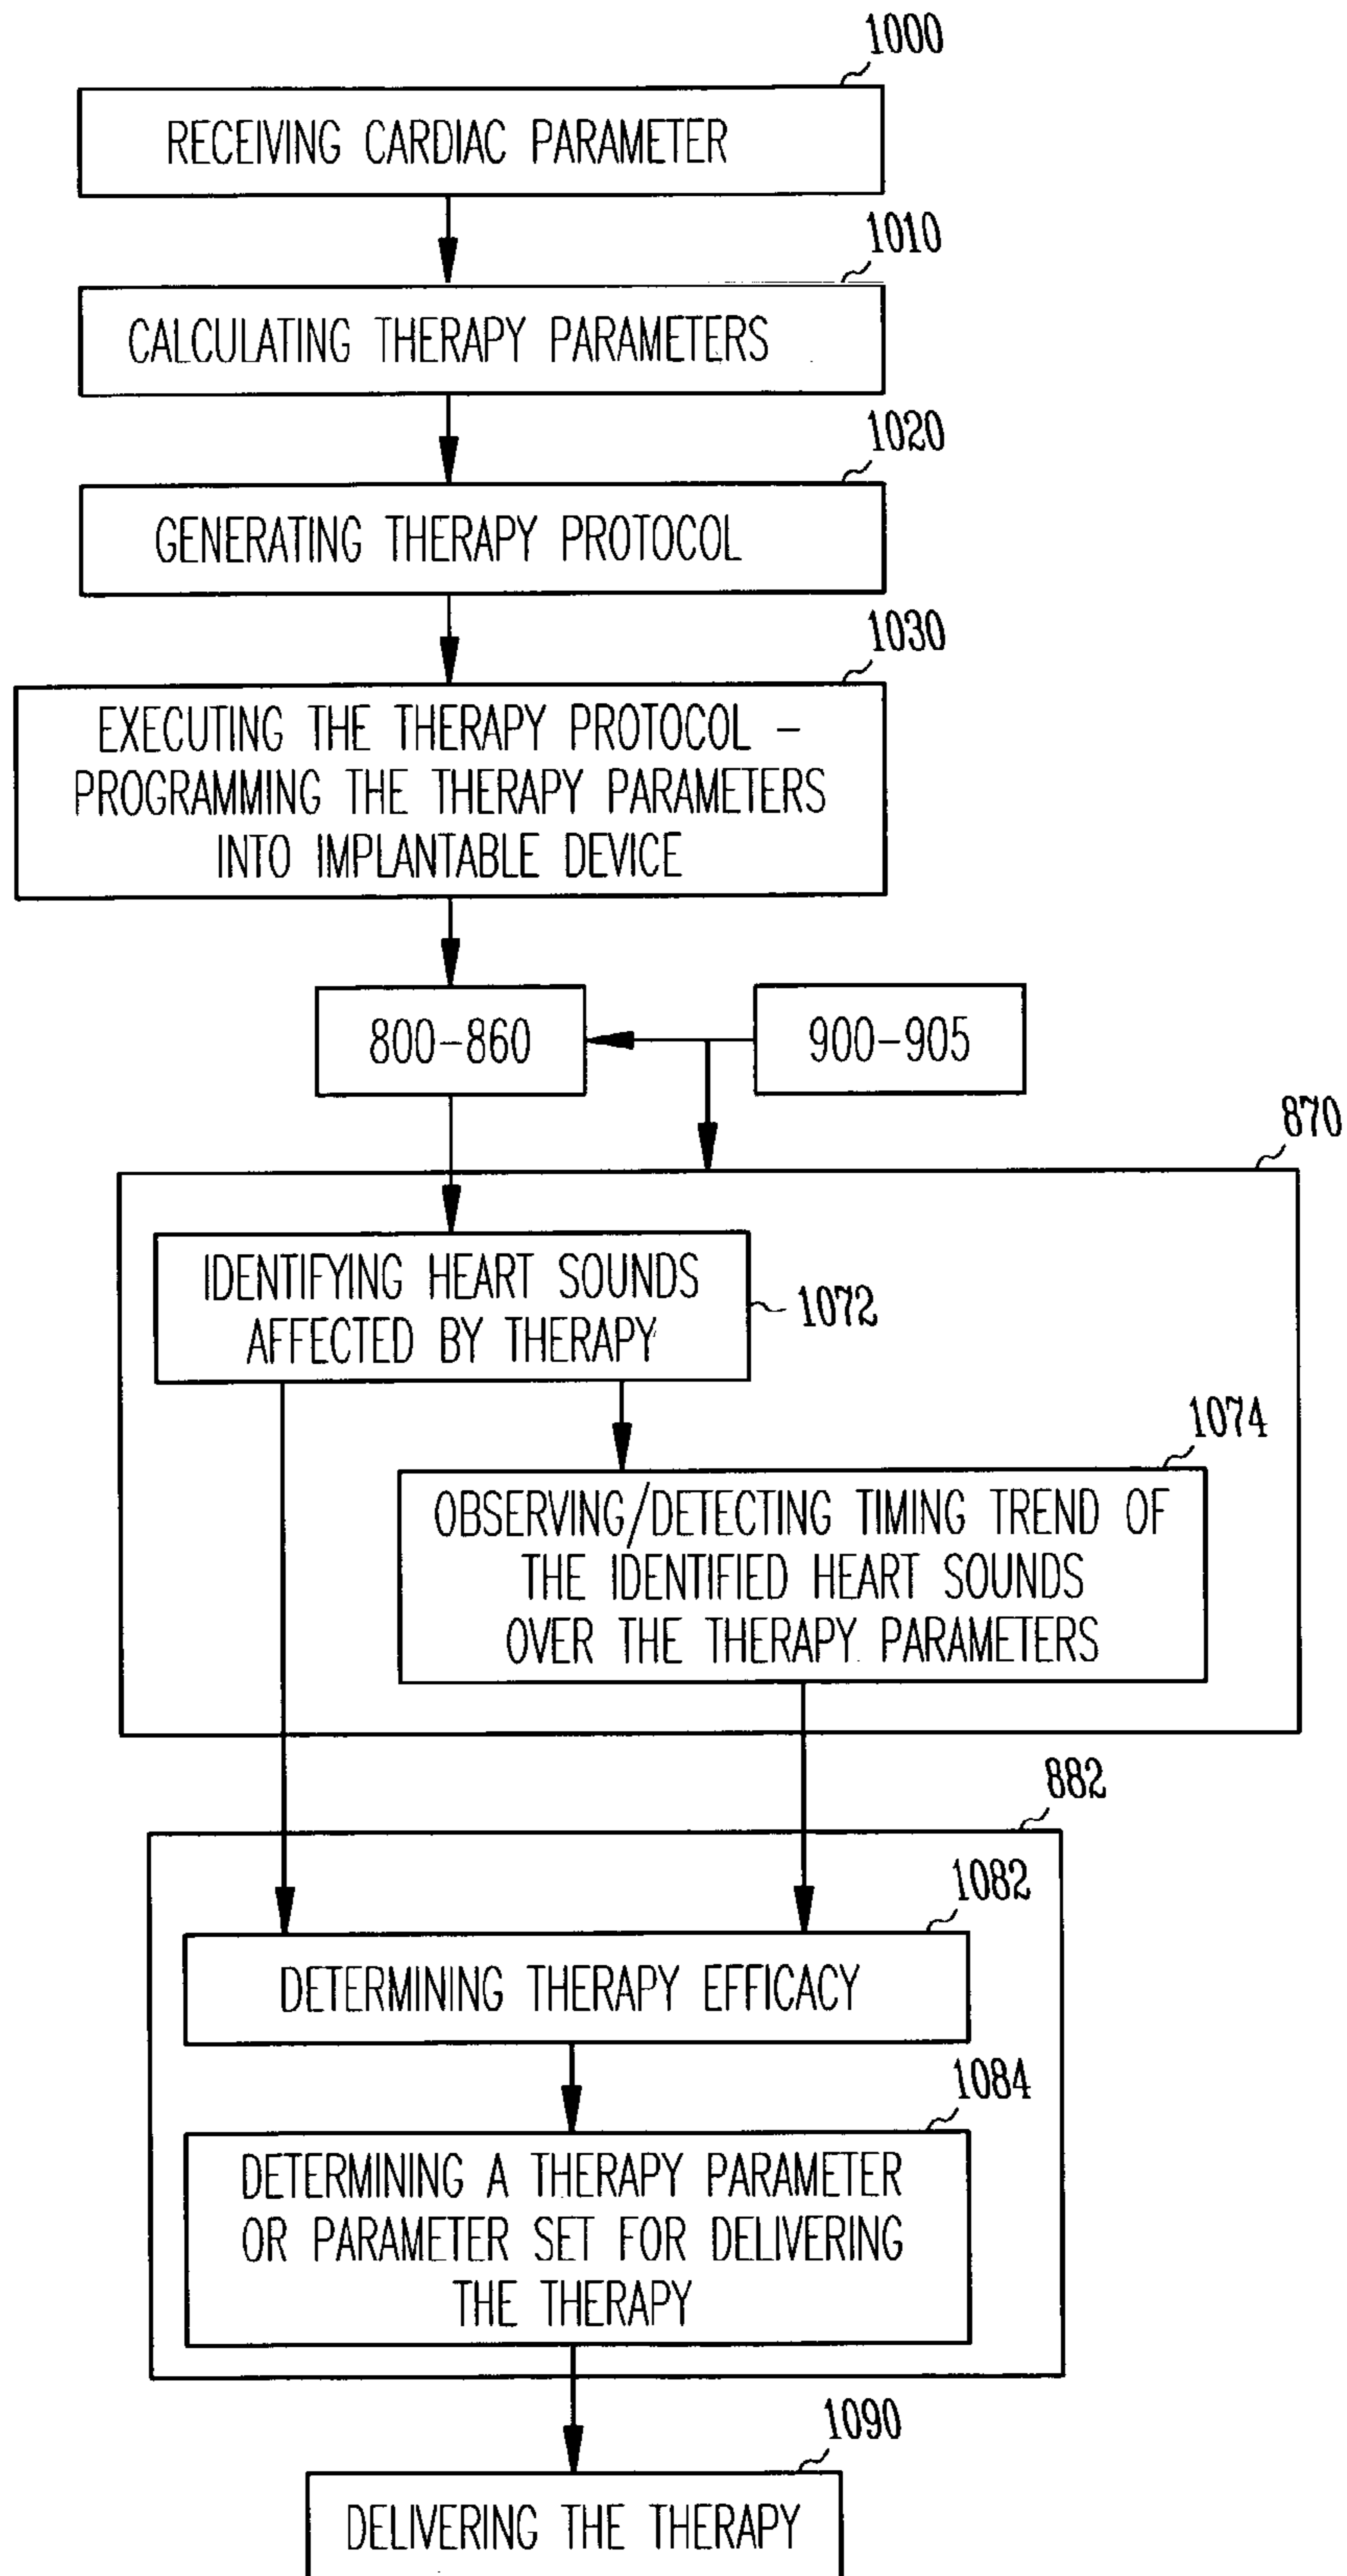 1000
RECEIVING CARDIAC PARAMETER
1010
CALCULATING THERAPY PARAMETERS
1020
GENERATING THERAPY PROTOCOL
1030
EXECUTING THE THERAPY PROTOCOL –
PROGRAMMING THE THERAPY PARAMETERS
INTO IMPLANTABLE DEVICE
800–860
900–905
870
IDENTIFYING HEART SOUNDS
AFFECTED BY THERAPY
1072
1074
OBSERVING/DETECTING TIMING TREND OF
THE IDENTIFIED HEART SOUNDS
OVER THE THERAPY PARAMETERS
882
1082
DETERMINING THERAPY EFFICACY
1084
DETERMINING A THERAPY PARAMETER
OR PARAMETER SET FOR DELIVERING
THE THERAPY
1090
DELIVERING THE THERAPY